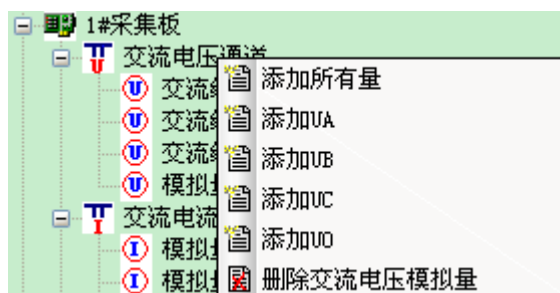 1#采集板
交流电压通道
交流
交流
交流
模拟
交流电流
模拟
模拟
添加所有量
添加UA
添加UB
添加UC
添加UO
删除交流电压模拟量